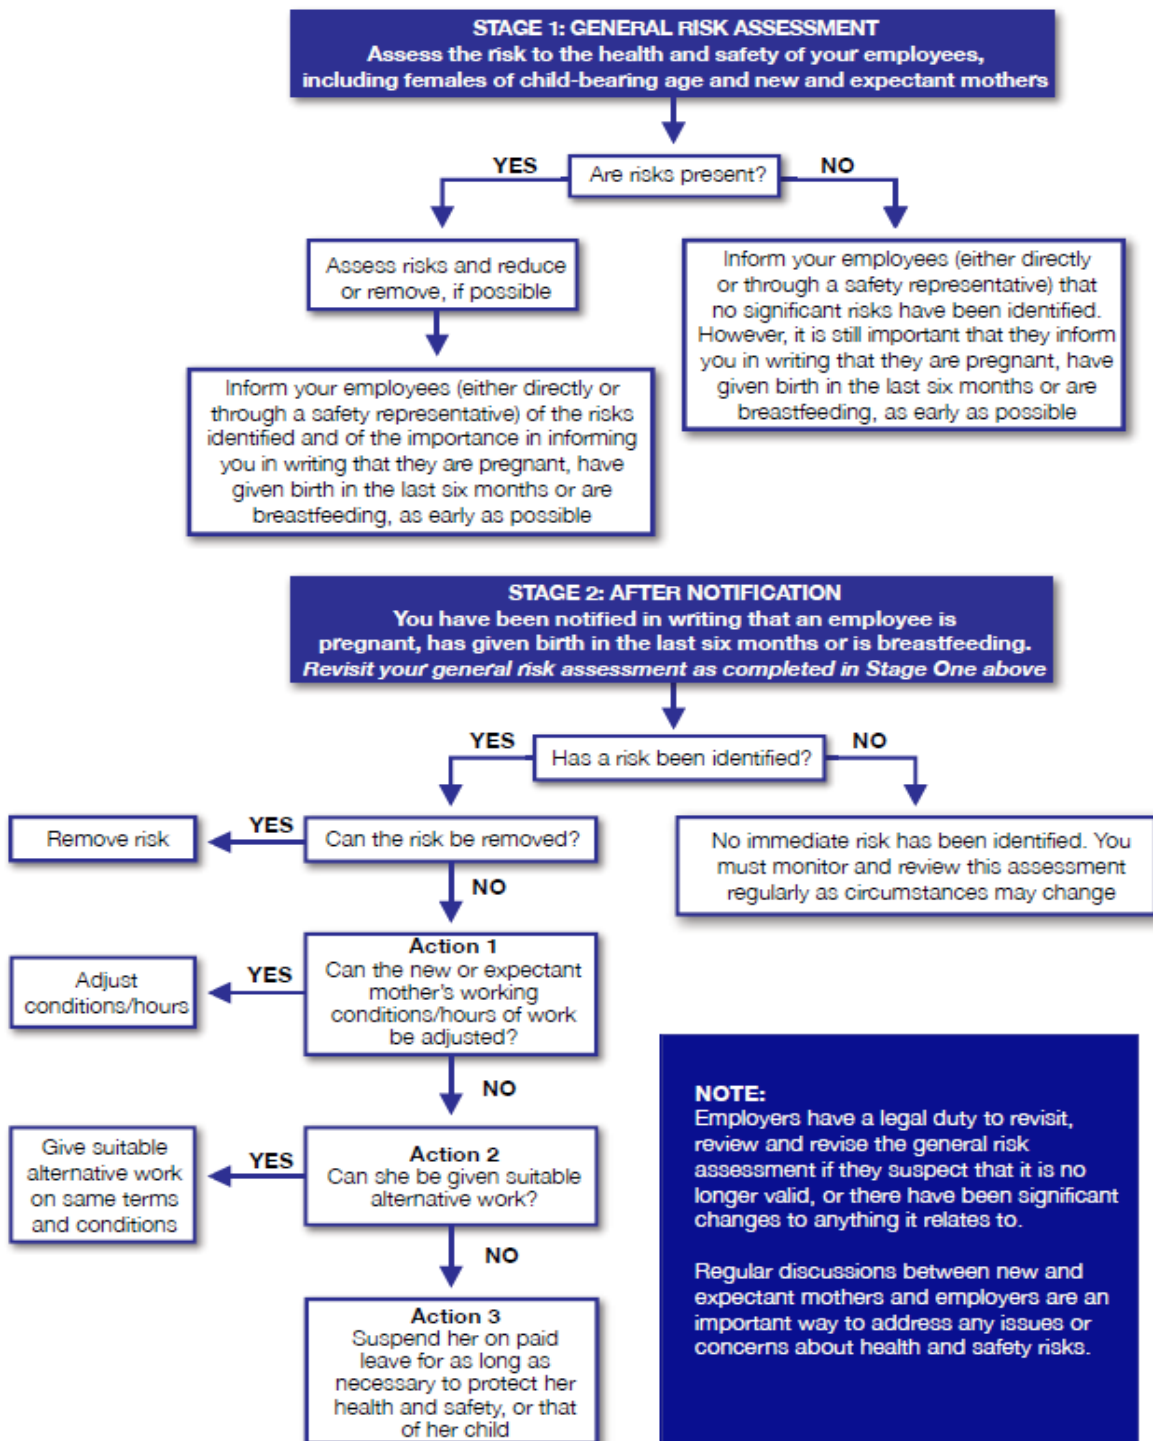 STAGE 1: GENERAL RISK ASSESSMENT
Assess the risk to the health and safety of your employees,
including females of child-bearing age and new and expectant mothers
YES
Are risks present?
NO
Assess risks and reduce
or remove, if possible
Inform your employees (either directly
or through a safety representative) that
no significant risks have been identified.
However, it is still important that they inform
you in writing that they are pregnant, have
given birth in the last six months or are
breastfeeding, as early as possible
Inform your employees (either directly or
through a safety representative) of the risks
identified and of the importance in informing
you in writing that they are pregnant, have
given birth in the last six months or are
breastfeeding, as early as possible
STAGE 2: AFTER NOTIFICATION
You have been notified in writing that an employee is
pregnant, has given birth in the last six months or is breastfeeding.
Revisit your general risk assessment as completed in Stage One above
YES
Has a risk been identified?
NO
Remove risk
YES
Can the risk be removed?
No immediate risk has been identified. You
must monitor and review this assessment
regularly as circumstances may change
NO
Adjust
conditions/hours
YES
Action 1
Can the new or expectant
mother's working
conditions/hours of work
be adjusted?
NO
Give suitable
alternative work
on same terms
and conditions
YES
Action 2
Can she be given suitable
alternative work?
NO
Action 3
Suspend her on paid
leave for as long as
necessary to protect her
health and safety, or that
of her child
NOTE:
Employers have a legal duty to revisit,
review and revise the general risk
assessment if they suspect that it is no
longer valid, or there have been significant
changes to anything it relates to.
Regular discussions between new and
expectant mothers and employers are an
important way to address any issues or
concerns about health and safety risks.